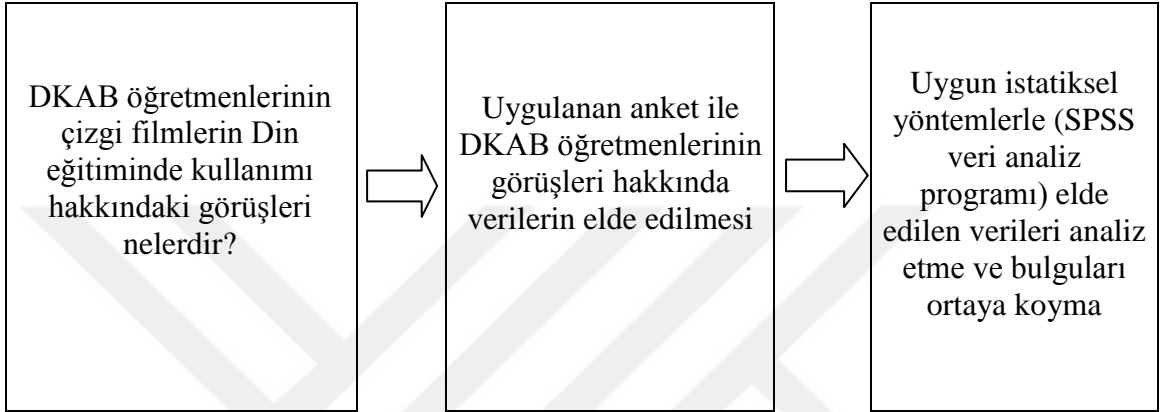 DKAB öğretmenlerinin
çizgi filmlerin Din
eğitiminde kullanımı
hakkındaki görüşleri
nelerdir?
Uygulanan anket ile
DKAB öğretmenlerinin
görüşleri hakkında
verilerin elde edilmesi
Uygun istatiksel
yöntemlerle (SPSS
veri analiz
programı) elde
edilen verileri analiz
etme ve bulguları
ortaya koyma